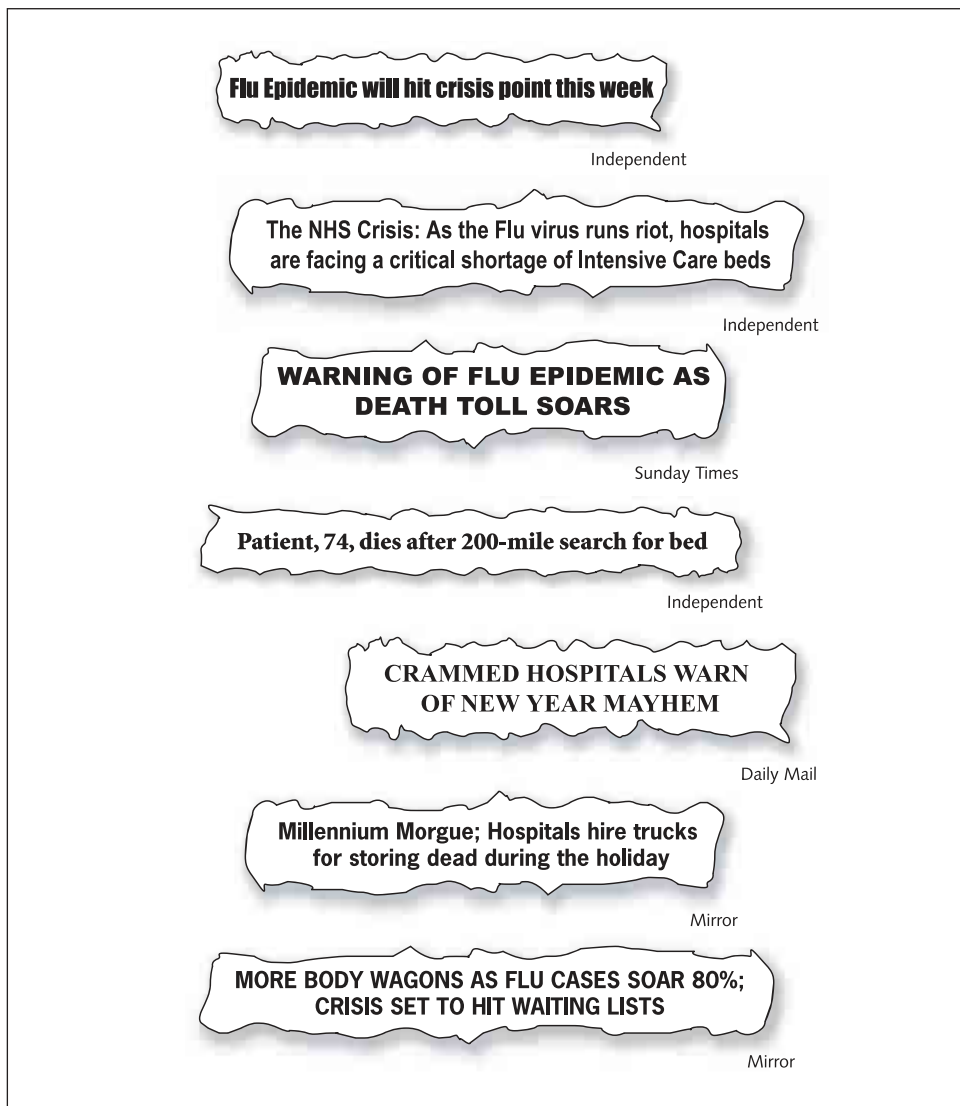 Flu Epidemic will hit crisis point this week
Independent
The NHS Crisis: As the Flu virus runs riot, hospitals
are facing a critical shortage of Intensive Care beds
Independent
WARNING OF FLU EPIDEMIC AS
DEATH TOLL SOARS
Sunday Times
Patient, 74, dies after 200-mile search for bed
Independent
CRAMMED HOSPITALS WARN
OF NEW YEAR MAYHEM
Daily Mail
Millennium Morgue; Hospitals hire trucks
for storing dead during the holiday
Mirror
MORE BODY WAGONS AS FLU CASES SOAR 80%;
CRISIS SET TO HIT WAITING LISTS
Mirror